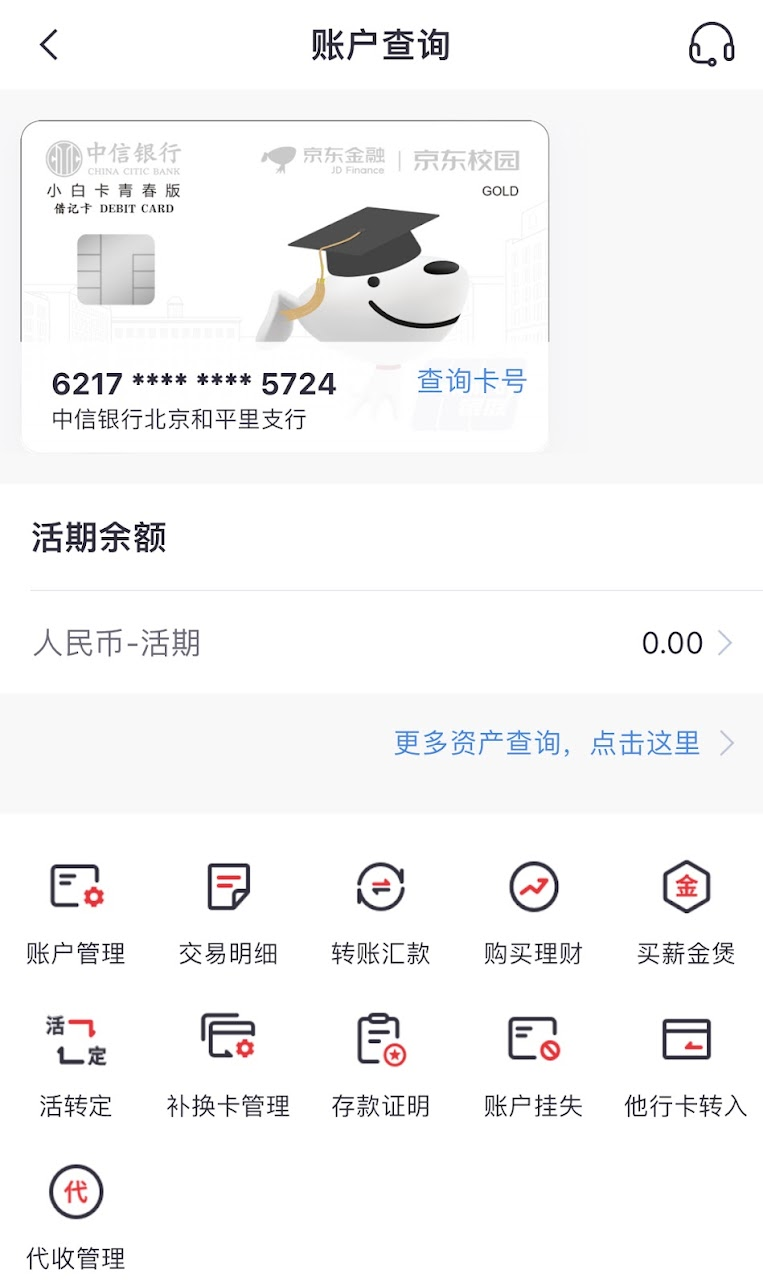 账户查询
中信银行
CHINA CITIC BANK
京东金融
JD Finance
京东校园
小白卡青春版
GOLD
借记卡 DEBIT CARD
6217 **** **** 5724
查询卡号
中信银行北京和平里支行
活期余额
人民币-活期
0.00
更多资产查询，点击这里
账户管理
交易明细
转账汇款
购买理财
金
买薪金煲
活
定
活转定
补换卡管理
存款证明
账户挂失
他行卡转入
代
代收管理